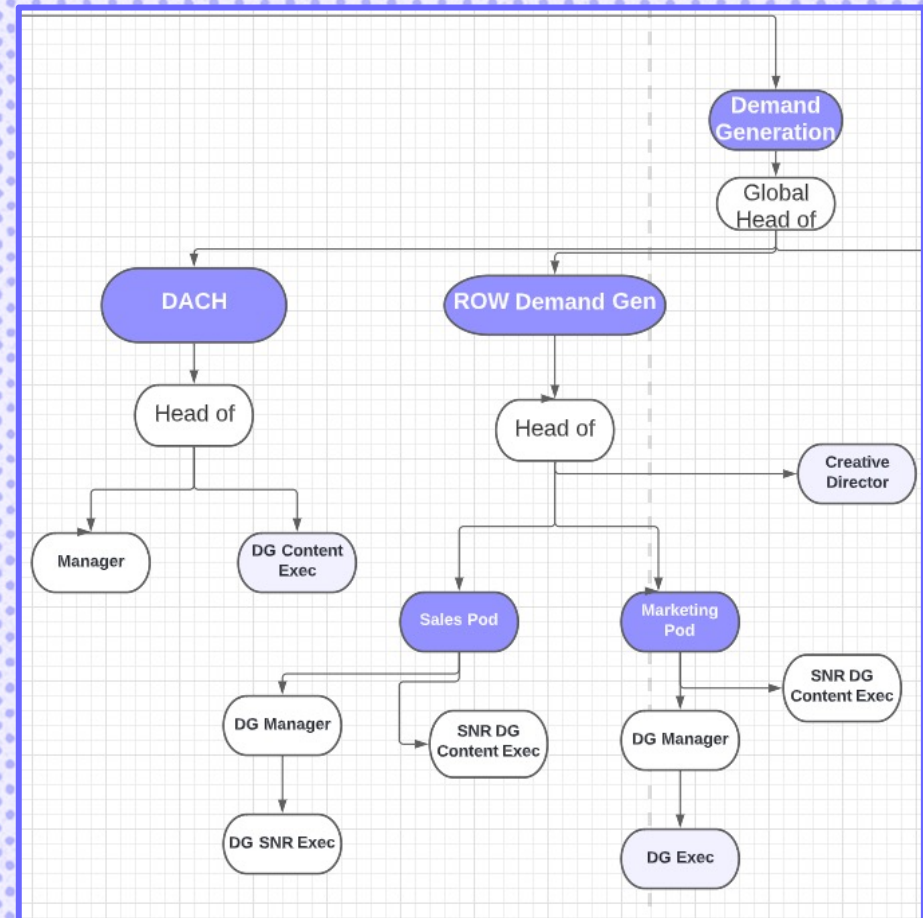 Demand
Generation
Global
Head of
DACH
ROW Demand Gen
Head of
Head of
Creative
Director
Manager
DG Content
Exec
Sales Pod
Marketing
Pod
SNR DG
Content Exec
DG Manager
SNR DG
Content Exec
DG Manager
DG SNR Exec
DG Exec